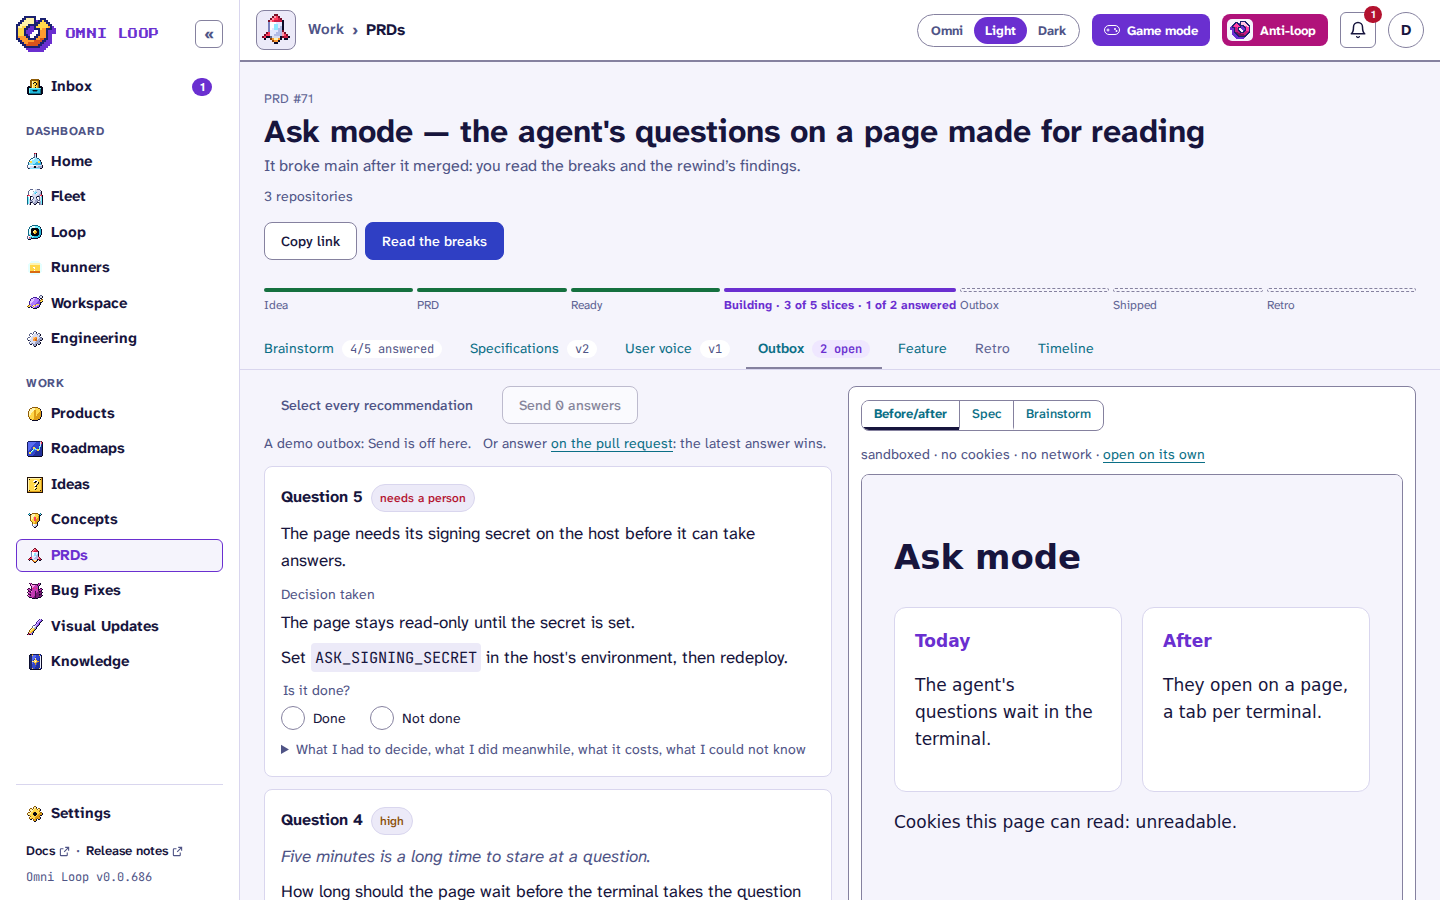 OMNI LOOP
«
Inbox
1
DASHBOARD
Home
Fleet
Loop
Runners
Workspace
Engineering
WORK
Products
Roadmaps
Ideas
Concepts
PRDs
Bug Fixes
Visual Updates
Knowledge
Settings
Docs · Release notes
Omni Loop v0.0.686
Work › PRDs
Omni Light Dark
Game mode
Anti-loop
1
D
PRD #71
Ask mode — the agent's questions on a page made for reading
It broke main after it merged: you read the breaks and the rewind’s findings.
3 repositories
Copy link
Read the breaks
Idea
PRD
Ready
Building · 3 of 5 slices · 1 of 2 answered
Outbox
Shipped
Retro
Brainstorm 4/5 answered
Specifications v2
User voice v1
Outbox 2 open
Feature
Retro
Timeline
Select every recommendation
Send 0 answers
A demo outbox: Send is off here. Or answer on the pull request: the latest answer wins.
Question 5 needs a person
The page needs its signing secret on the host before it can take
answers.
Decision taken
The page stays read-only until the secret is set.
Set ASK_SIGNING_SECRET in the host's environment, then redeploy.
Is it done?
Done
Not done
What I had to decide, what I did meanwhile, what it costs, what I could not know
Question 4 high
Five minutes is a long time to stare at a question.
How long should the page wait before the terminal takes the question
Before/after
Spec
Brainstorm
sandboxed · no cookies · no network · open on its own
Ask mode
Today
The agent's
questions wait in the
terminal.
After
They open on a page,
a tab per terminal.
Cookies this page can read: unreadable.